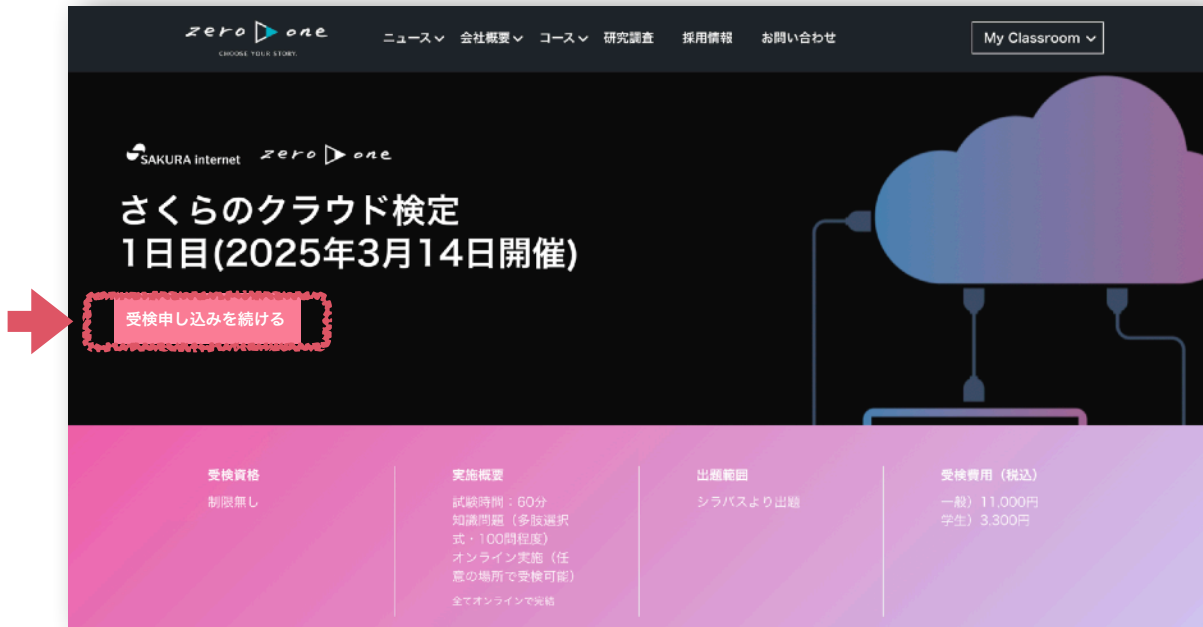 zero one
CHOOSE YOUR STORY.
ニュース 会社概要 コース 研究調査 採用情報 お問い合わせ
My Classroom
SAKURA internet zero one
さくらのクラウド検定
1日目(2025年3月14日開催)
受検申し込みを続ける
受検資格
制限無し
実施概要
試験時間：60分
知識問題（多肢選択
式・100問程度）
オンライン実施（任
意の場所で受検可能）
全てオンラインで完結
出題範囲
シラバスより出題
受検費用（税込）
一般）11,000円
学生）3,300円